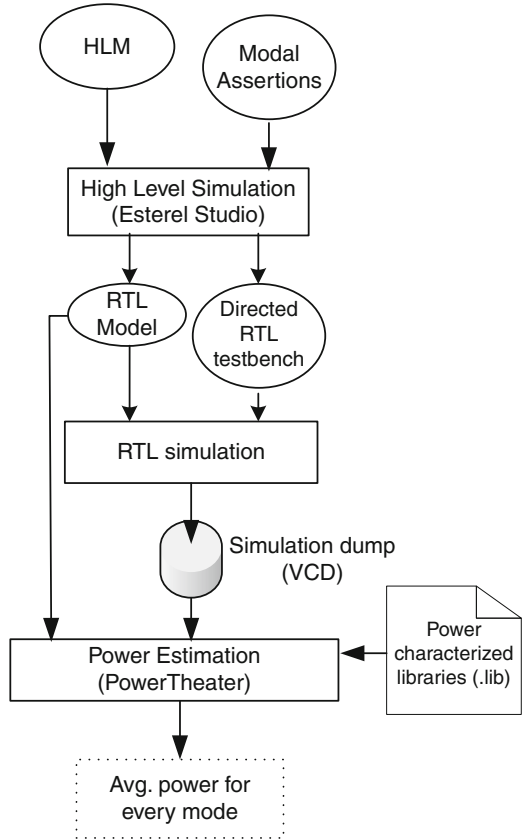 HLM
Modal
Assertions
High Level Simulation
(Esterel Studio)
RTL
Model
Directed
RTL
testbench
RTL simulation
Simulation dump
(VCD)
Power Estimation
(PowerTheater)
Power
characterized
libraries (.lib)
Avg. power for
every mode